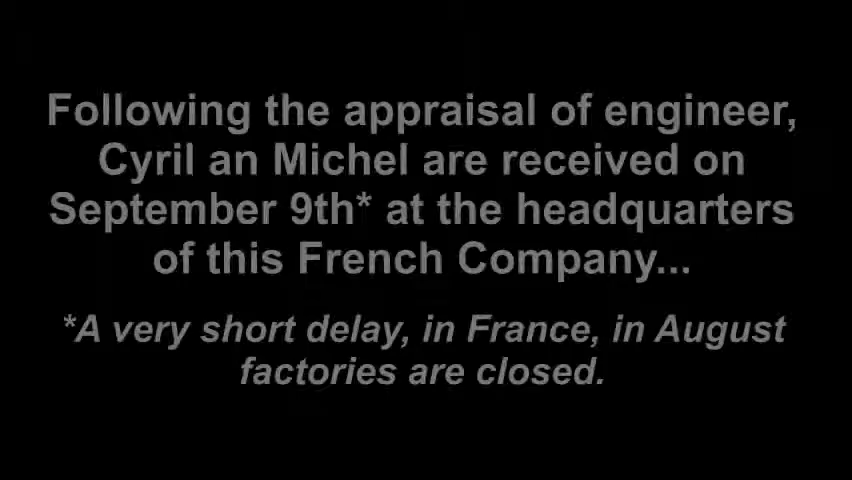 Following the appraisal of engineer,
Cyril an Michel are received on
September 9th* at the headquarters
of this French Company...
*A very short delay, in France, in August
factories are closed.